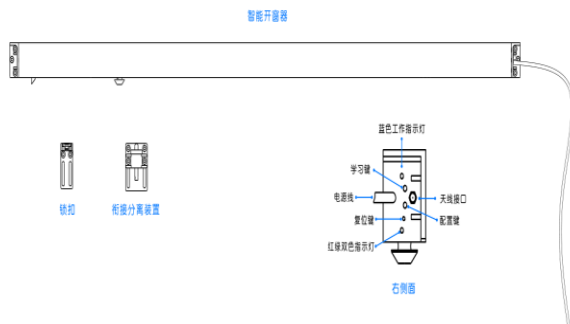 智能开窗器
蓝色工作指示灯
学习键
电源线
天线接口
复位键
配置键
红绿双色指示灯
锁扣
衔接分离装置
右侧面